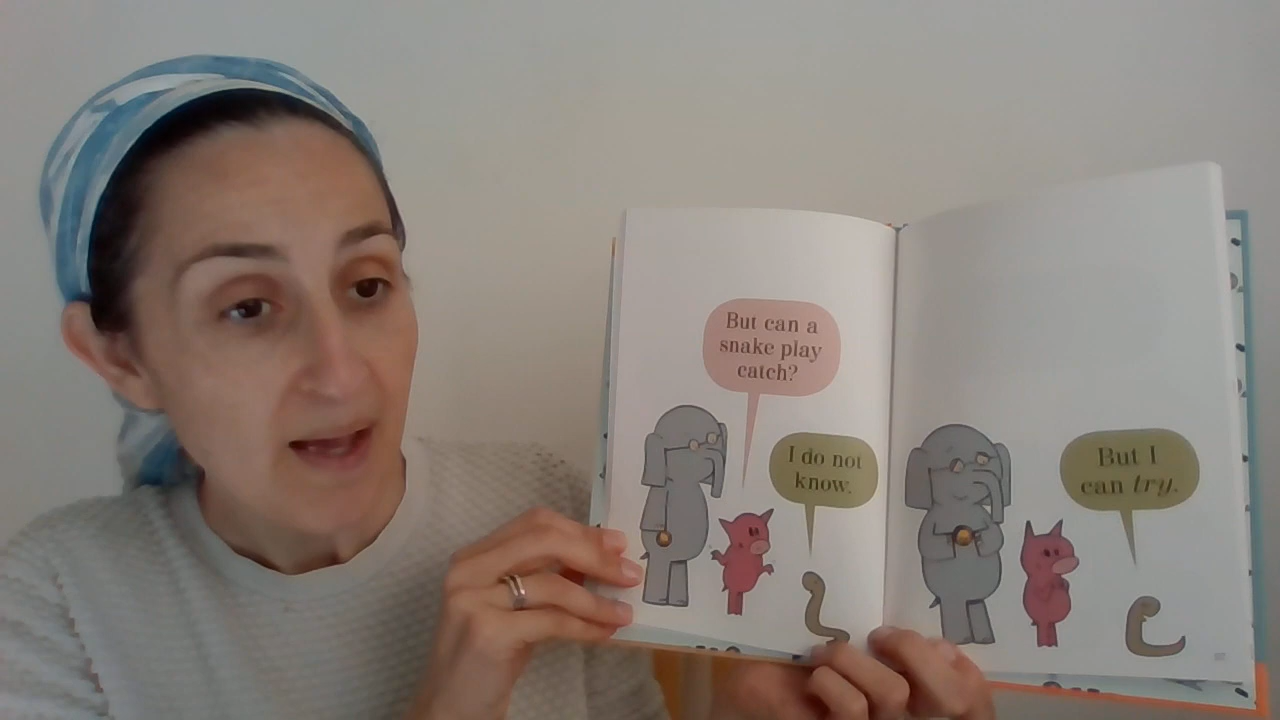 But can a
snake play
catch?
I do not
know.
But I
can try.